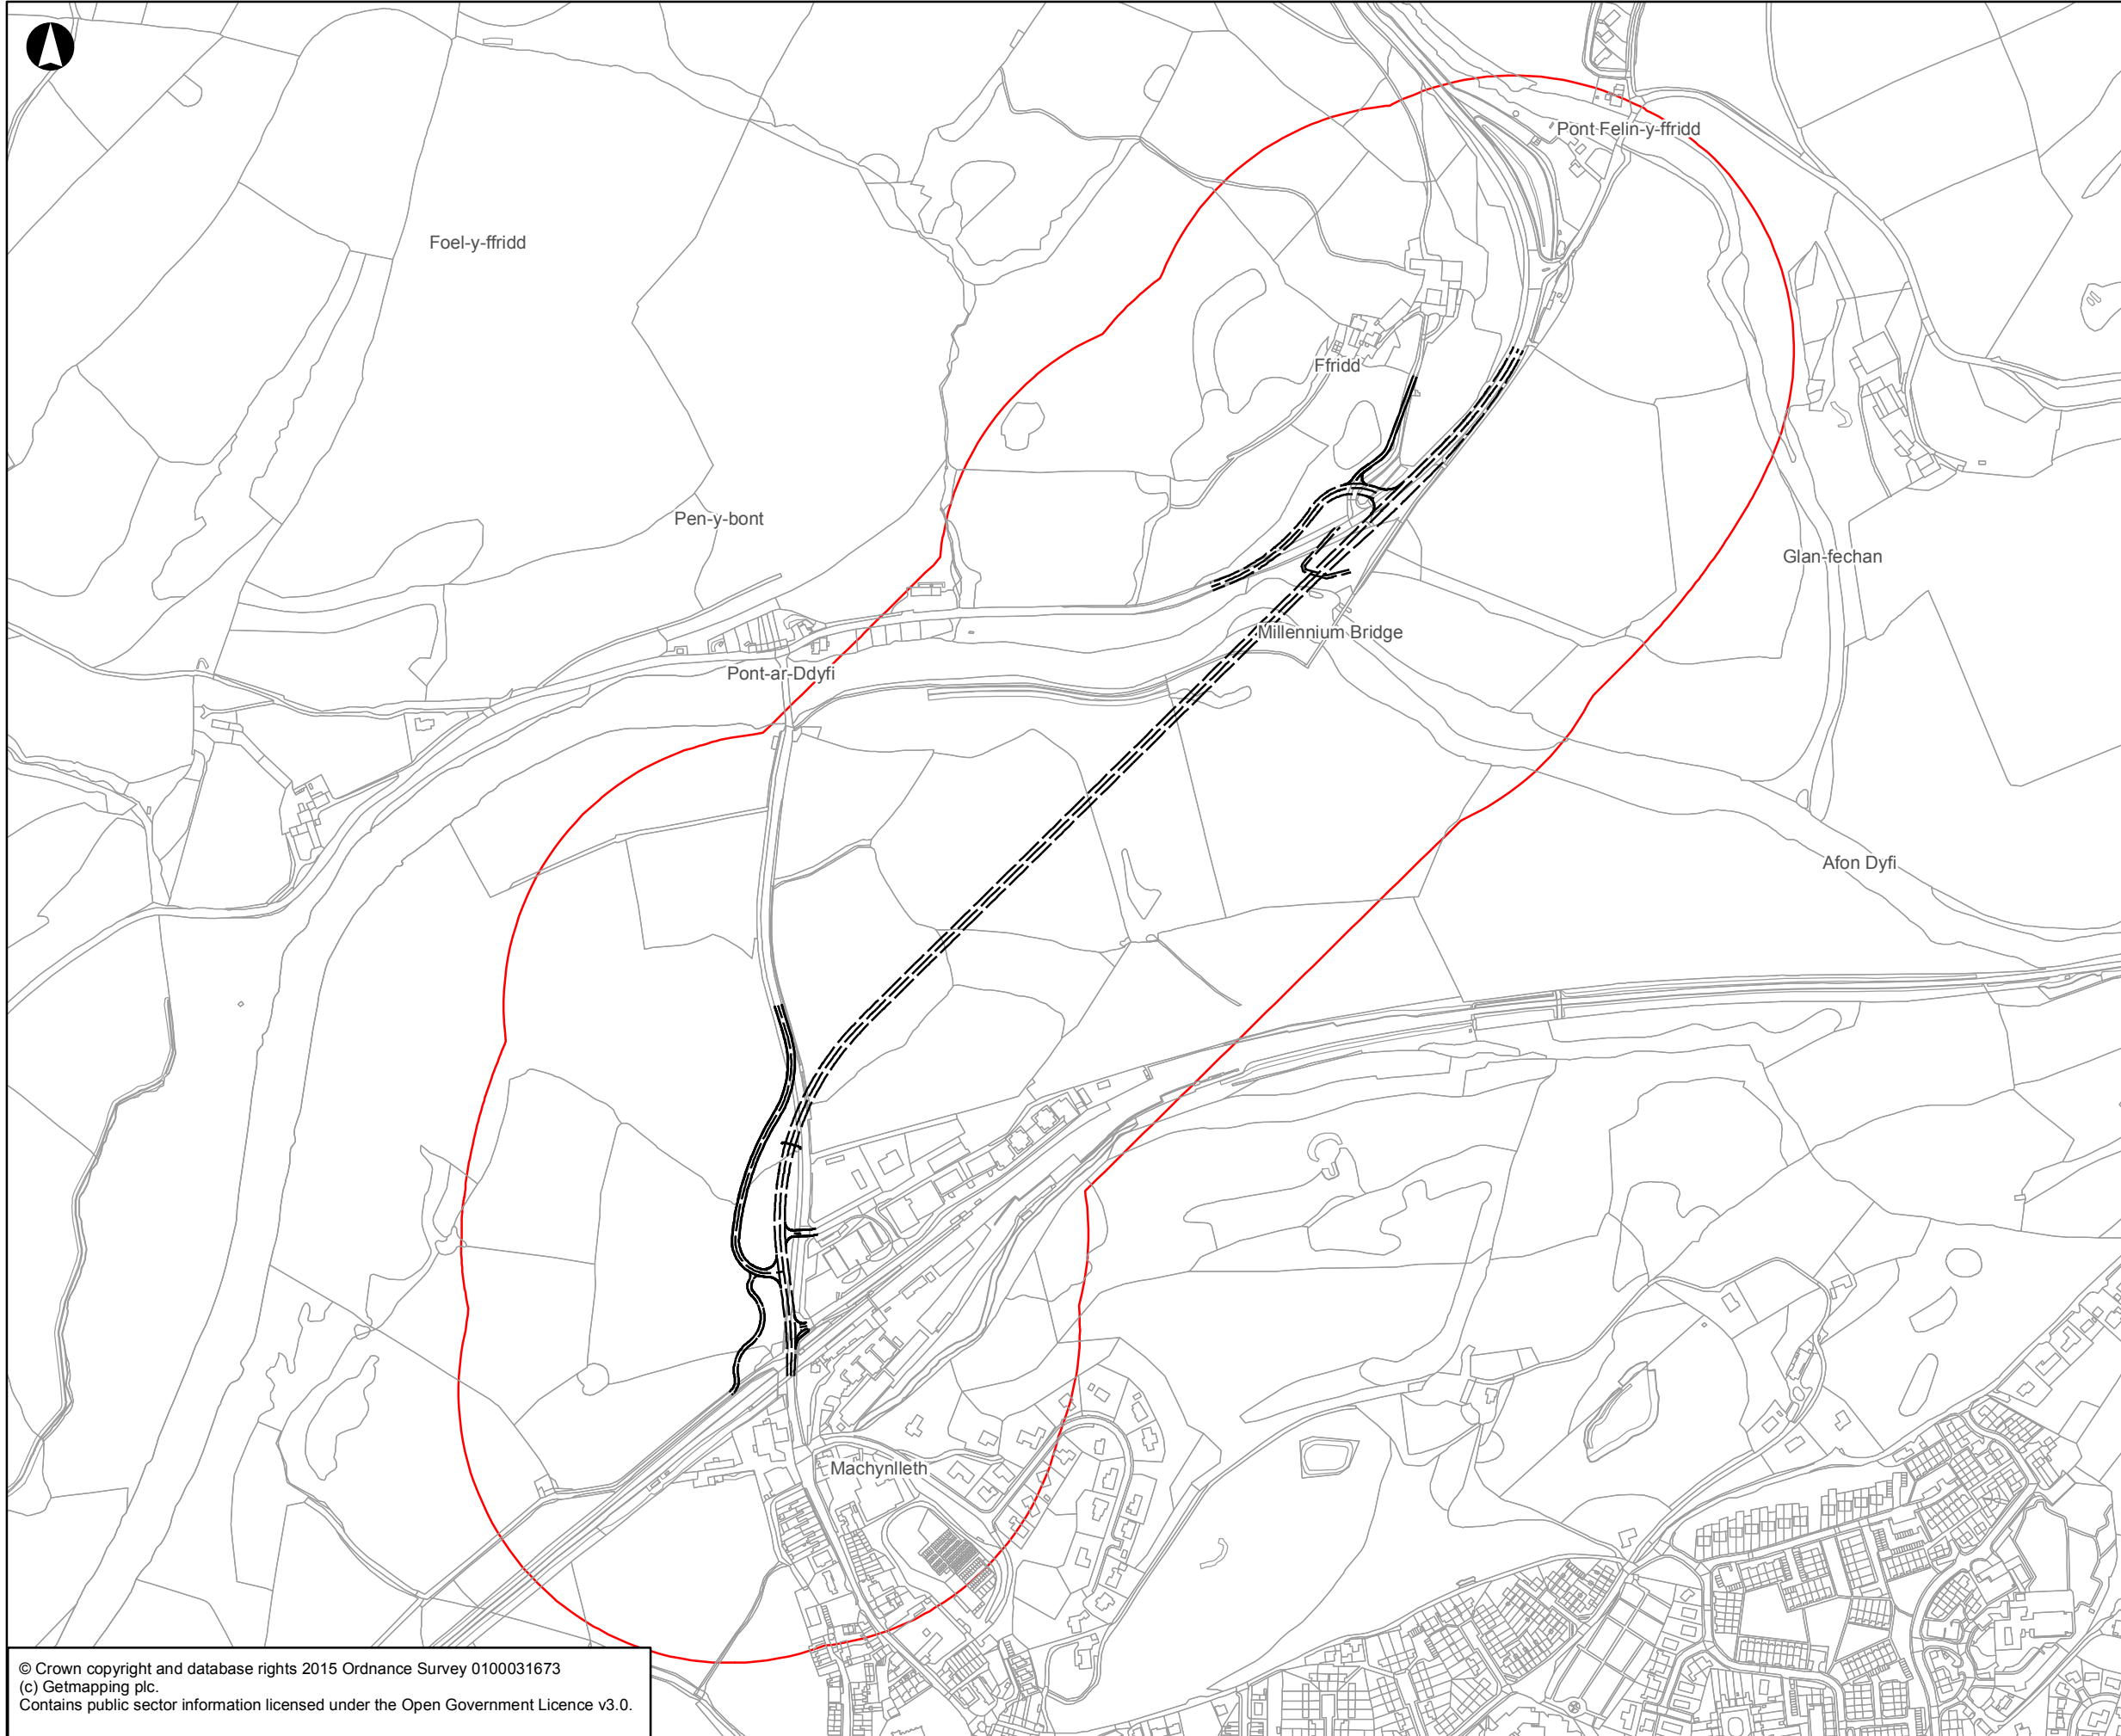 Pont Felin-y-ffridd
Foel-y-ffridd
Ffridd
Pen-y-bont
Glan-fechan
Millennium Bridge
Pont-ar-Ddyfi
Afon Dyfi
Machynlleth
© Crown copyright and database rights 2015 Ordnance Survey 0100031673
(c) Getmapping plc.
Contains public sector information licensed under the Open Government Licence v3.0.